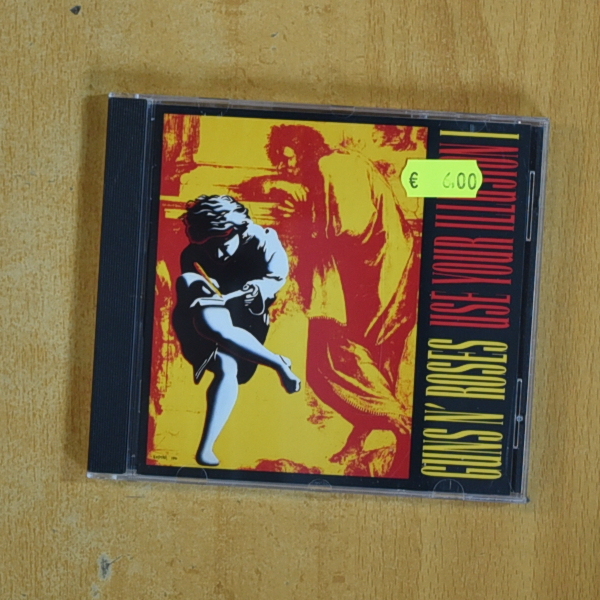 € 6.00
GUNS N' ROSES USE YOUR ILLUSION I